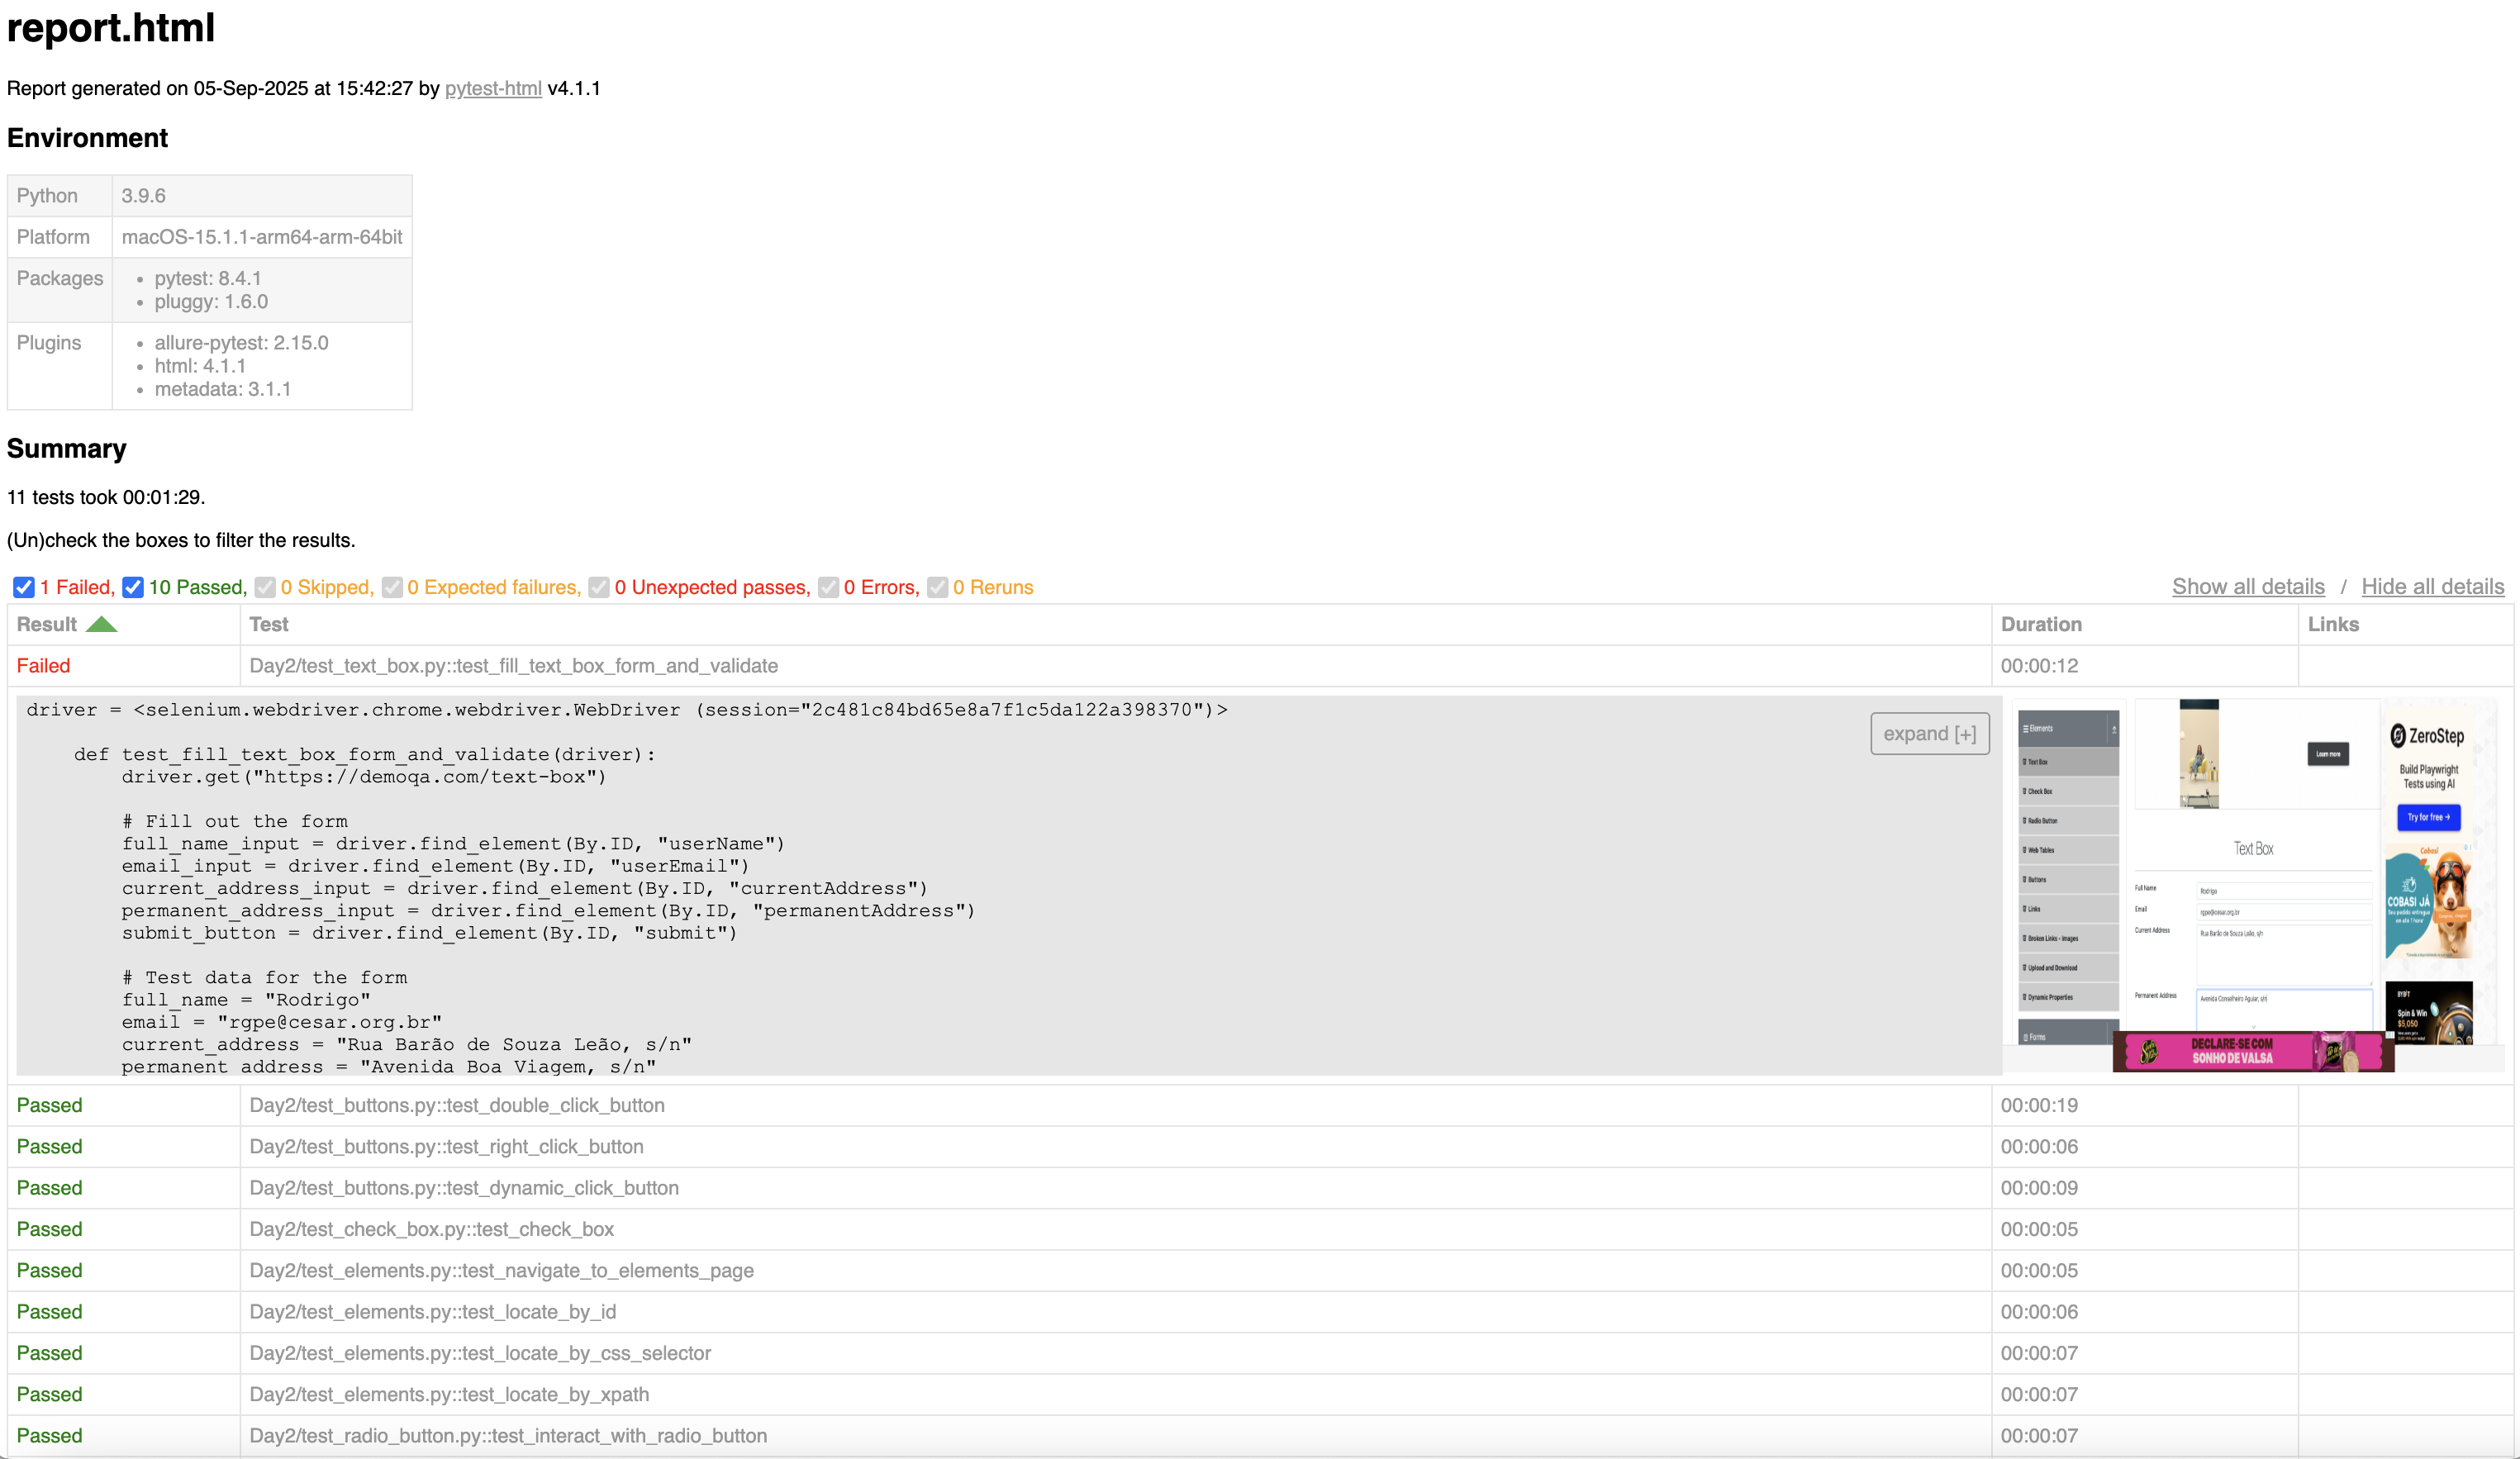 report.html
Report generated on 05-Sep-2025 at 15:42:27 by pytest-html v4.1.1
Environment
Python 3.9.6
Platform macOS-15.1.1-arm64-arm-64bit
Packages
• pytest: 8.4.1
• pluggy: 1.6.0
Plugins
• allure-pytest: 2.15.0
• html: 4.1.1
• metadata: 3.1.1
Summary
11 tests took 00:01:29.
(Un)check the boxes to filter the results.
1 Failed, 10 Passed, 0 Skipped, 0 Expected failures, 0 Unexpected passes, 0 Errors, 0 Reruns
Show all details / Hide all details
Result Test Duration Links
Failed Day2/test_text_box.py::test_fill_text_box_form_and_validate 00:00:12
driver = <selenium.webdriver.chrome.webdriver.WebDriver (session="2c481c84bd65e8a7f1c5da122a398370")>
expand [+]
def test_fill_text_box_form_and_validate(driver):
driver.get("https://demoqa.com/text-box")
# Fill out the form
full_name_input = driver.find_element(By.ID, "userName")
email_input = driver.find_element(By.ID, "userEmail")
current_address_input = driver.find_element(By.ID, "currentAddress")
permanent_address_input = driver.find_element(By.ID, "permanentAddress")
submit_button = driver.find_element(By.ID, "submit")
# Test data for the form
full_name = "Rodrigo"
email = "rgpe@cesar.org.br"
current_address = "Rua Barão de Souza Leão, s/n"
permanent_address = "Avenida Boa Viagem, s/n"
Elements
Text Box
Check Box
Radio Button
Web Tables
Buttons
Links
Broken Links - Images
Upload and Download
Dynamic Properties
Forms
Learn more
Text Box
Full Name Rodrigo
Email rgpe@cesar.org.br
Current Address Rua Barão de Souza Leão, s/n
Permanent Address Avenida Conselheiro Aguiar, s/n
ZeroStep
Build Playwright
Tests using AI
Try for free →
Cobasi
COBASI JÁ
Seu pedido entregue
em até 1 hora
BYBIT
Spin & Win
$5,050
DECLARE-SE COM
SONHO DE VALSA
Passed Day2/test_buttons.py::test_double_click_button 00:00:19
Passed Day2/test_buttons.py::test_right_click_button 00:00:06
Passed Day2/test_buttons.py::test_dynamic_click_button 00:00:09
Passed Day2/test_check_box.py::test_check_box 00:00:05
Passed Day2/test_elements.py::test_navigate_to_elements_page 00:00:05
Passed Day2/test_elements.py::test_locate_by_id 00:00:06
Passed Day2/test_elements.py::test_locate_by_css_selector 00:00:07
Passed Day2/test_elements.py::test_locate_by_xpath 00:00:07
Passed Day2/test_radio_button.py::test_interact_with_radio_button 00:00:07